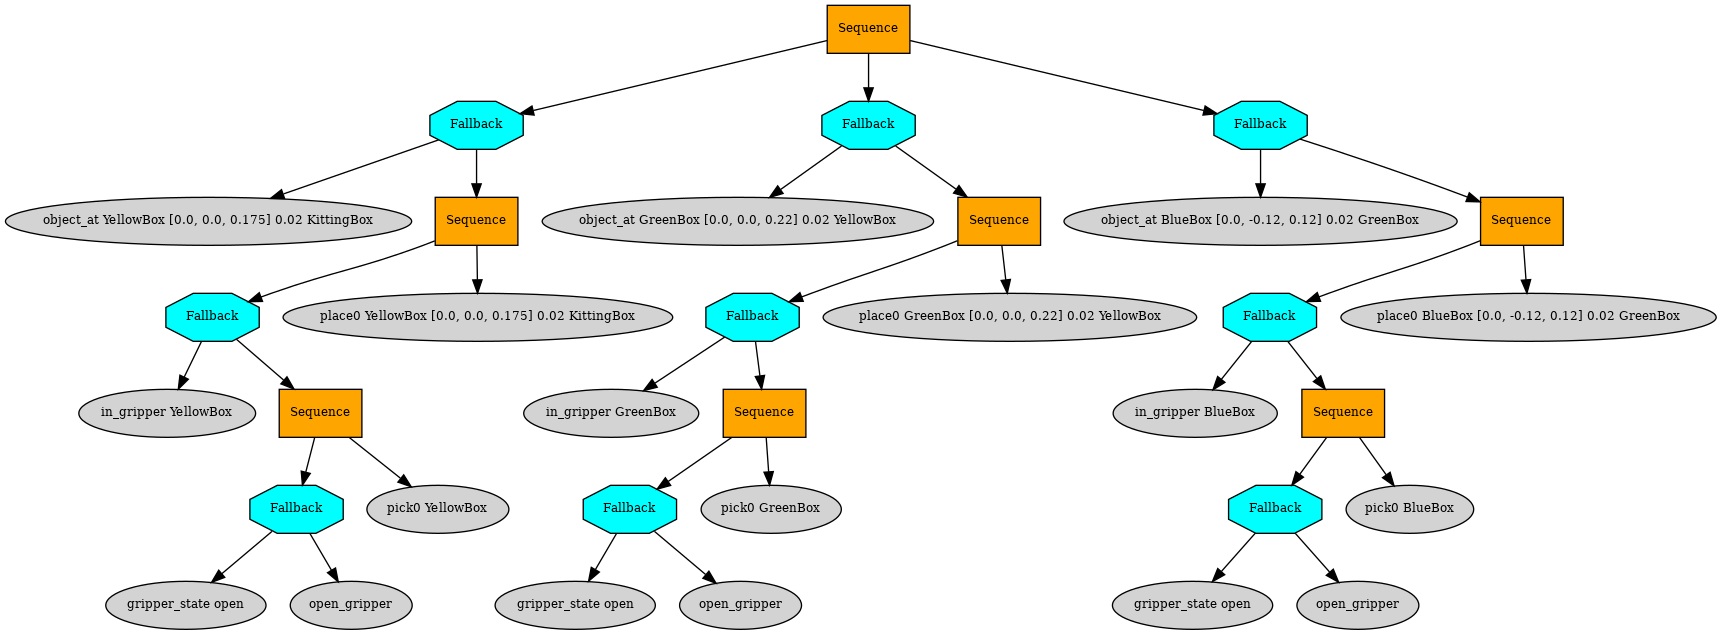 Sequence
Fallback
Fallback
Fallback
object_at YellowBox [0.0, 0.0, 0.175] 0.02 KittingBox
Sequence
object_at GreenBox [0.0, 0.0, 0.22] 0.02 YellowBox
Sequence
object_at BlueBox [0.0, -0.12, 0.12] 0.02 GreenBox
Sequence
Fallback
place0 YellowBox [0.0, 0.0, 0.175] 0.02 KittingBox
Fallback
place0 GreenBox [0.0, 0.0, 0.22] 0.02 YellowBox
Fallback
place0 BlueBox [0.0, -0.12, 0.12] 0.02 GreenBox
in_gripper YellowBox
Sequence
in_gripper GreenBox
Sequence
in_gripper BlueBox
Sequence
Fallback
pick0 YellowBox
Fallback
pick0 GreenBox
Fallback
pick0 BlueBox
gripper_state open
open_gripper
gripper_state open
open_gripper
gripper_state open
open_gripper